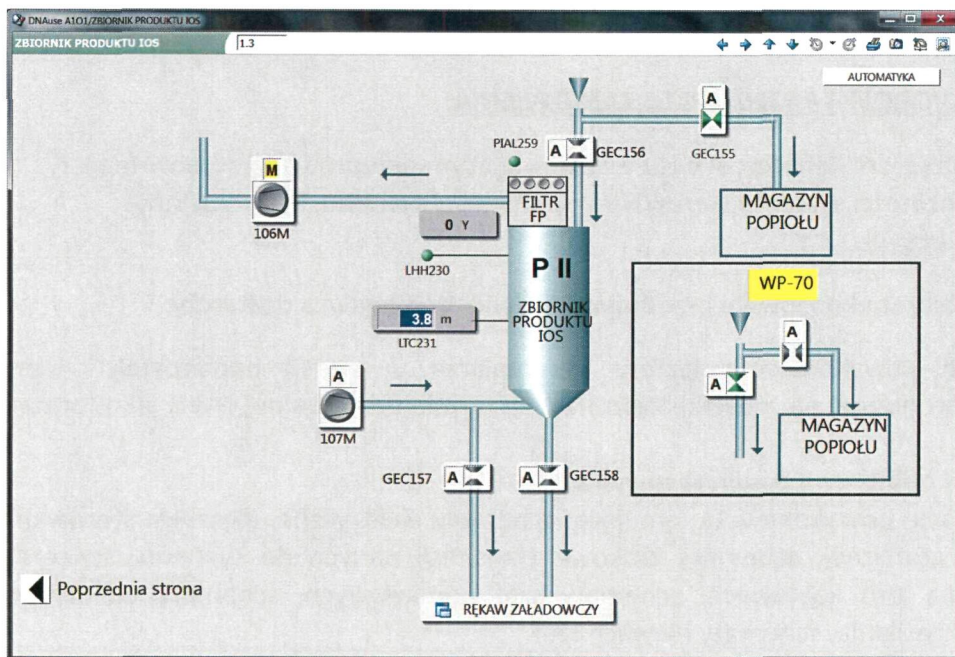 DNAuse A1O1/ZBIORNIK PRODUKTU IOS
ZBIORNIK PRODUKTU IOS
1.3
AUTOMATYKA
A
PIAL259
A
GEC156
GEC155
M
FILTR
FP
MAGAZYN
POPIOŁU
106M
0 Y
LHH230
P II
WP-70
ZBIORNIK
PRODUKTU
IOS
3.8 m
LTC231
A
A
A
107M
MAGAZYN
POPIOŁU
GEC157
A
A
GEC158
Poprzednia strona
RĘKAW ZAŁADOWCZY